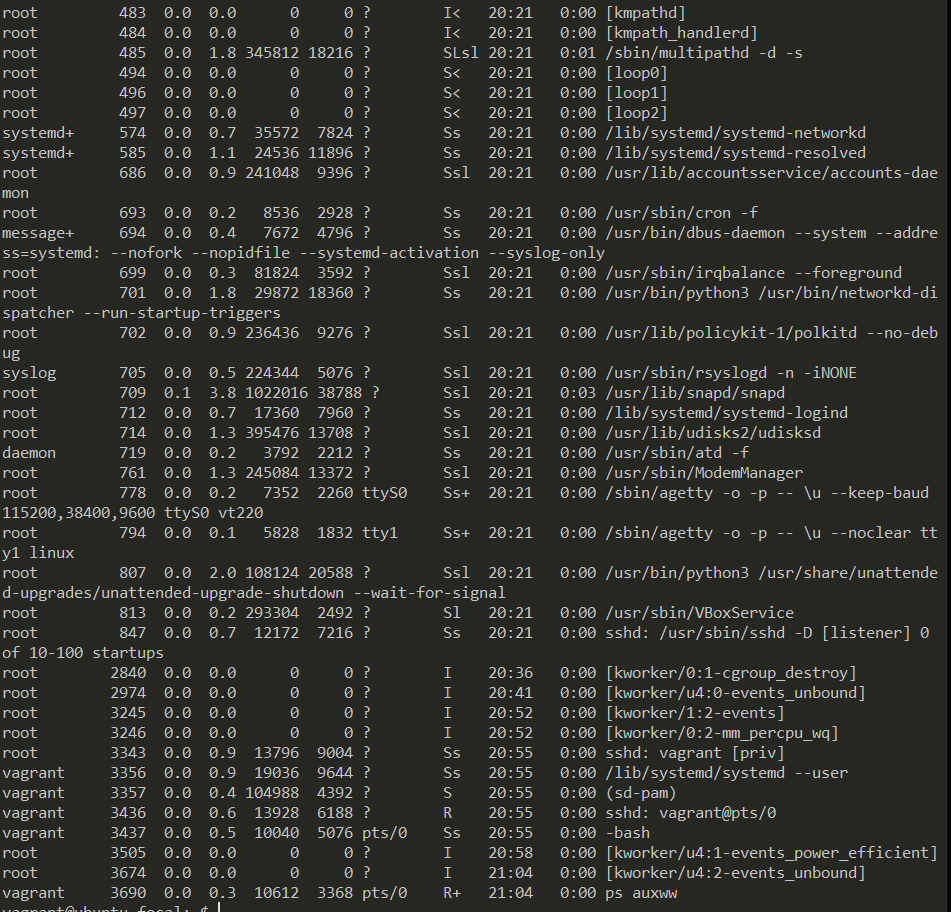 root         483  0.0  0.0      0     0 ?        I<   20:21   0:00 [kmpathd]
root         484  0.0  0.0      0     0 ?        I<   20:21   0:00 [kmpath_handlerd]
root         485  0.0  1.8 345812 18216 ?        SLsl 20:21   0:01 /sbin/multipathd -d -s
root         494  0.0  0.0      0     0 ?        S<   20:21   0:00 [loop0]
root         496  0.0  0.0      0     0 ?        S<   20:21   0:00 [loop1]
root         497  0.0  0.0      0     0 ?        S<   20:21   0:00 [loop2]
systemd+     574  0.0  0.7  35572  7824 ?        Ss   20:21   0:00 /lib/systemd/systemd-networkd
systemd+     585  0.0  1.1  24536 11896 ?        Ss   20:21   0:00 /lib/systemd/systemd-resolved
root         686  0.0  0.9 241048  9396 ?        Ssl  20:21   0:00 /usr/lib/accountsservice/accounts-dae
mon
root         693  0.0  0.2   8536  2928 ?        Ss   20:21   0:00 /usr/sbin/cron -f
message+     694  0.0  0.4   7672  4796 ?        Ss   20:21   0:00 /usr/bin/dbus-daemon --system --addre
ss=systemd: --nofork --nopidfile --systemd-activation --syslog-only
root         699  0.0  0.3  81824  3592 ?        Ssl  20:21   0:00 /usr/sbin/irqbalance --foreground
root         701  0.0  1.8  29872 18360 ?        Ss   20:21   0:00 /usr/bin/python3 /usr/bin/networkd-di
spatcher --run-startup-triggers
root         702  0.0  0.9 236436  9276 ?        Ssl  20:21   0:00 /usr/lib/policykit-1/polkitd --no-deb
ug
syslog       705  0.0  0.5 224344  5076 ?        Ssl  20:21   0:00 /usr/sbin/rsyslogd -n -iNONE
root         709  0.1  3.8 1022016 38788 ?       Ssl  20:21   0:03 /usr/lib/snapd/snapd
root         712  0.0  0.7  17360  7960 ?        Ss   20:21   0:00 /lib/systemd/systemd-logind
root         714  0.0  1.3 395476 13708 ?        Ssl  20:21   0:00 /usr/lib/udisks2/udisksd
daemon       719  0.0  0.2   3792  2212 ?        Ss   20:21   0:00 /usr/sbin/atd -f
root         761  0.0  1.3 245084 13372 ?        Ssl  20:21   0:00 /usr/sbin/ModemManager
root         778  0.0  0.2   7352  2260 ttyS0    Ss+  20:21   0:00 /sbin/agetty -o -p -- \u --keep-baud
115200,38400,9600 ttyS0 vt220
root         794  0.0  0.1   5828  1832 tty1     Ss+  20:21   0:00 /sbin/agetty -o -p -- \u --noclear tt
y1 linux
root         807  0.0  2.0 108124 20588 ?        Ssl  20:21   0:00 /usr/bin/python3 /usr/share/unattende
d-upgrades/unattended-upgrade-shutdown --wait-for-signal
root         813  0.0  0.2 293304  2492 ?        Sl   20:21   0:00 /usr/sbin/VBoxService
root         847  0.0  0.7  12172  7216 ?        Ss   20:21   0:00 sshd: /usr/sbin/sshd -D [listener] 0
of 10-100 startups
root        2840  0.0  0.0      0     0 ?        I    20:36   0:00 [kworker/0:1-cgroup_destroy]
root        2974  0.0  0.0      0     0 ?        I    20:41   0:00 [kworker/u4:0-events_unbound]
root        3245  0.0  0.0      0     0 ?        I    20:52   0:00 [kworker/1:2-events]
root        3246  0.0  0.0      0     0 ?        I    20:52   0:00 [kworker/0:2-mm_percpu_wq]
root        3343  0.0  0.9  13796  9004 ?        Ss   20:55   0:00 sshd: vagrant [priv]
vagrant     3356  0.0  0.9  19036  9644 ?        Ss   20:55   0:00 /lib/systemd/systemd --user
vagrant     3357  0.0  0.4 104988  4392 ?        S    20:55   0:00 (sd-pam)
vagrant     3436  0.0  0.6  13928  6188 ?        R    20:55   0:00 sshd: vagrant@pts/0
vagrant     3437  0.0  0.5  10040  5076 pts/0    Ss   20:55   0:00 -bash
root        3505  0.0  0.0      0     0 ?        I    20:58   0:00 [kworker/u4:1-events_power_efficient]
root        3674  0.0  0.0      0     0 ?        I    21:04   0:00 [kworker/u4:2-events_unbound]
vagrant     3690  0.0  0.3  10612  3368 pts/0    R+   21:04   0:00 ps auxww
vagrant@ubuntu-focal:~$